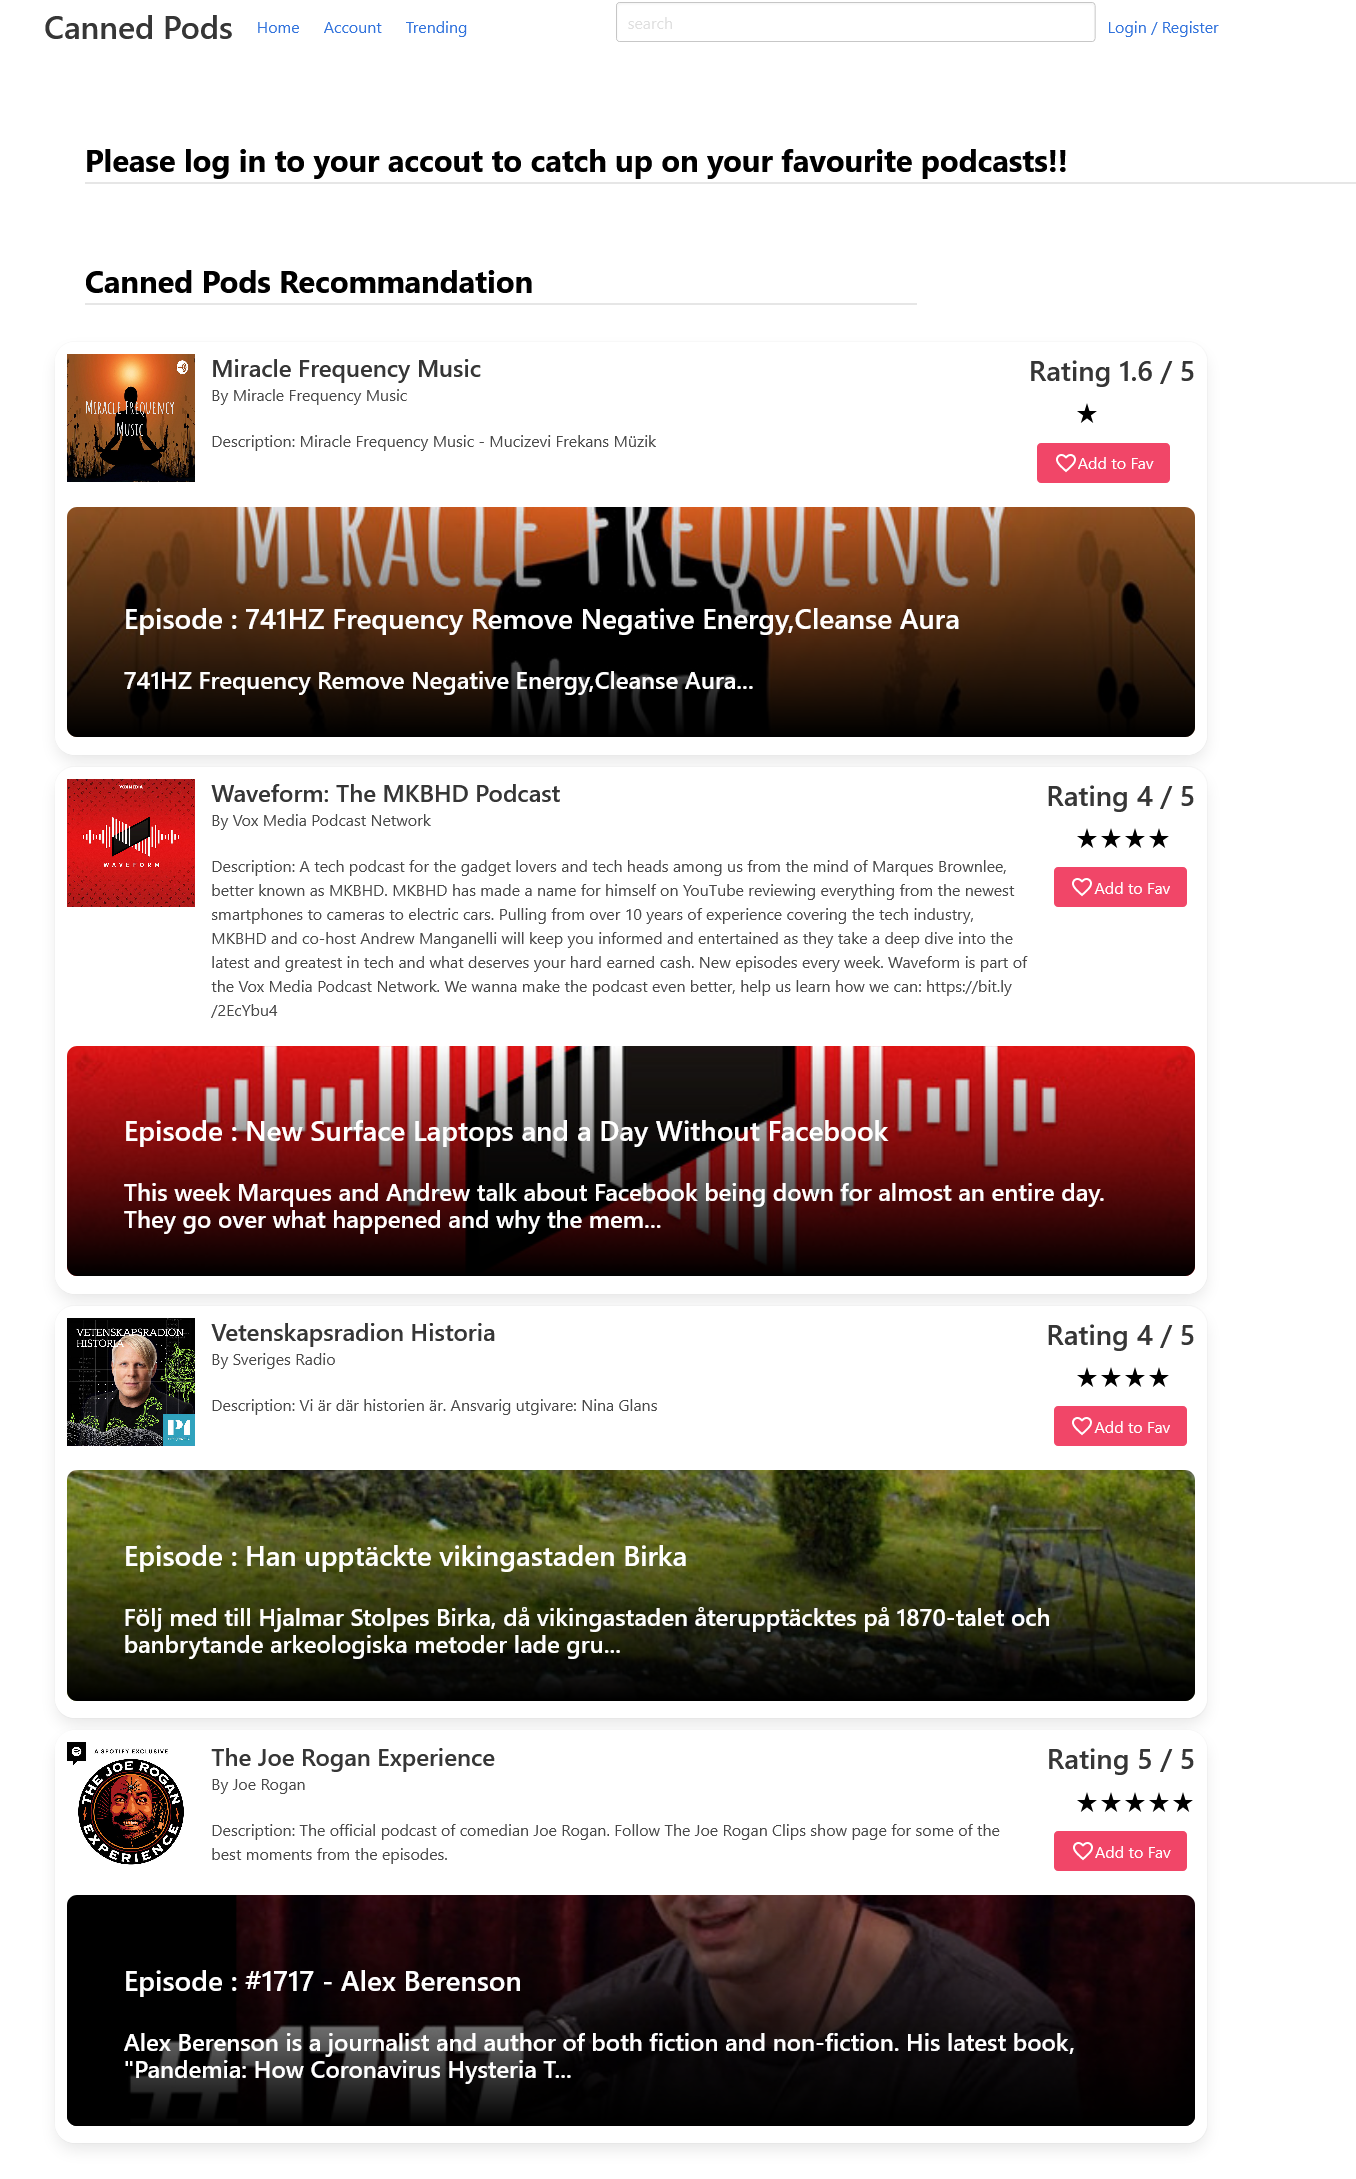 Canned Pods Home Account Trending search Login / Register
Please log in to your accout to catch up on your favourite podcasts!!
Canned Pods Recommandation
MIRACLE FREQUENCY
MUSIC
Miracle Frequency Music
By Miracle Frequency Music
Description: Miracle Frequency Music - Mucizevi Frekans Müzik
Rating 1.6 / 5
★
Add to Fav
MIRACLE FREQUENCY
MUSIC
Episode : 741HZ Frequency Remove Negative Energy,Cleanse Aura
741HZ Frequency Remove Negative Energy,Cleanse Aura...
VOXMEDIA
WAVEFORM
Waveform: The MKBHD Podcast
By Vox Media Podcast Network
Description: A tech podcast for the gadget lovers and tech heads among us from the mind of Marques Brownlee,
better known as MKBHD. MKBHD has made a name for himself on YouTube reviewing everything from the newest
smartphones to cameras to electric cars. Pulling from over 10 years of experience covering the tech industry,
MKBHD and co-host Andrew Manganelli will keep you informed and entertained as they take a deep dive into the
latest and greatest in tech and what deserves your hard earned cash. New episodes every week. Waveform is part of
the Vox Media Podcast Network. We wanna make the podcast even better, help us learn how we can: https://bit.ly
/2EcYbu4
Rating 4 / 5
★★★★
Add to Fav
Episode : New Surface Laptops and a Day Without Facebook
This week Marques and Andrew talk about Facebook being down for almost an entire day.
They go over what happened and why the mem...
VETENSKAPSRADION
HISTORIA
P1
Vetenskapsradion Historia
By Sveriges Radio
Description: Vi är där historien är. Ansvarig utgivare: Nina Glans
Rating 4 / 5
★★★★
Add to Fav
Episode : Han upptäckte vikingastaden Birka
Följ med till Hjalmar Stolpes Birka, då vikingastaden återupptäcktes på 1870-talet och
banbrytande arkeologiska metoder lade gru...
A SPOTIFY EXCLUSIVE
THE JOE ROGAN
EXPERIENCE
The Joe Rogan Experience
By Joe Rogan
Description: The official podcast of comedian Joe Rogan. Follow The Joe Rogan Clips show page for some of the
best moments from the episodes.
Rating 5 / 5
★★★★★
Add to Fav
Episode : #1717 - Alex Berenson
Alex Berenson is a journalist and author of both fiction and non-fiction. His latest book,
"Pandemia: How Coronavirus Hysteria T...
#1717